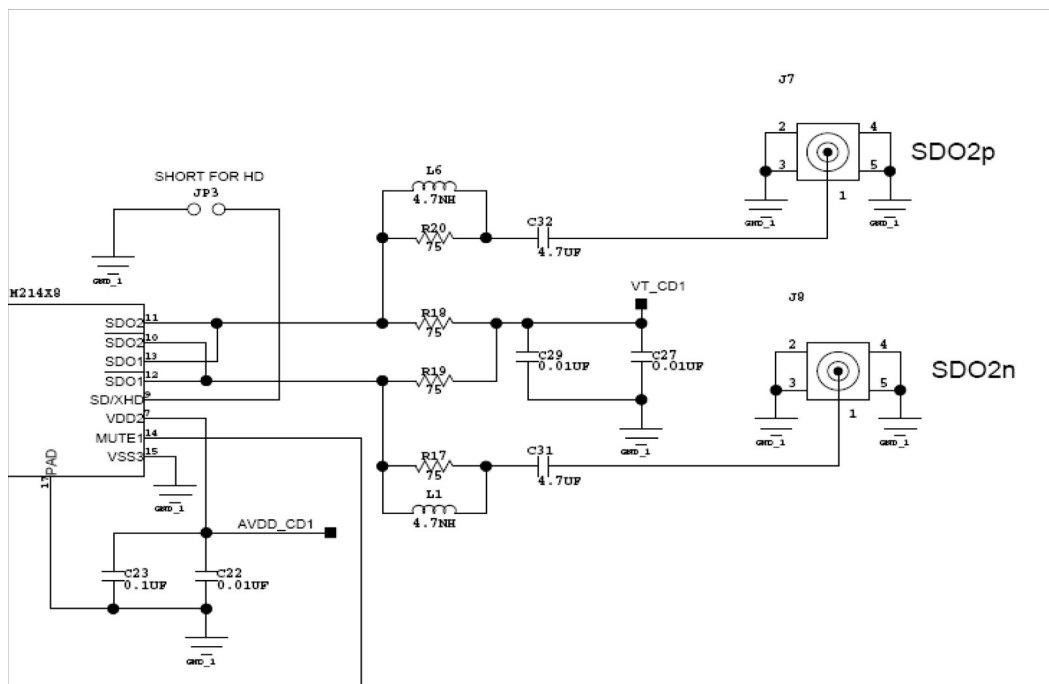 J7
2
4
3
5
SDO2p
1
SHORT FOR HD
JP3
GND_1
GND_1
GND_1
L6
4.7NH
R20
75
C32
4.7UF
M214X8
VT_CD1
J8
SDO2 11
SDO2 10
SDO1 13
SDO1 12
SD/XHD 9
VDD2 7
MUTE1 14
VSS3 15
17 PAD
R18
75
C29
0.01UF
C27
0.01UF
R19
75
2
4
3
5
SDO2n
1
GND_1
GND_1
GND_1
GND_1
R17
75
C31
4.7UF
L1
4.7NH
AVDD_CD1
C23
0.1UF
C22
0.01UF
GND_1